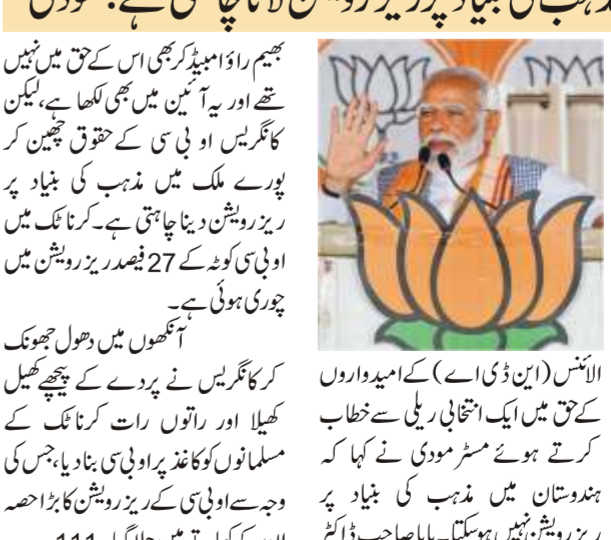 مذہب کی بنیاد پر ریزرویشن لانا چاہتی ہے: مودی
الائنس (این ڈی اے) کے امیدواروں
کے حق میں ایک انتخابی ریلی سے خطاب
کرتے ہوئے مسٹر مودی نے کہا کہ
ہندوستان میں مذہب کی بنیاد پر
ریزرویشن نہیں ہوسکتا۔ بابا صاحب ڈاکٹر
بھیم راؤ امبیڈکر بھی اس کے حق میں نہیں
تھے اور یہ آئین میں بھی لکھا ہے، لیکن
کانگریس او بی سی کے حقوق چھین کر
پورے ملک میں مذہب کی بنیاد پر
ریزرویشن دینا چاہتی ہے۔ کرناٹک میں
او بی سی کوٹہ کے 27 فیصد ریزرویشن میں
چوری ہوئی ہے۔
آنکھوں میں دھول جھونک
کر کانگریس نے پردے کے پیچھے کھیل
کھیلا اور راتوں رات کرناٹک کے
مسلمانوں کو کاغذ پر او بی سی بنا دیا، جس کی
وجہ سے او بی سی کے ریزرویشن کا بڑا حصہ